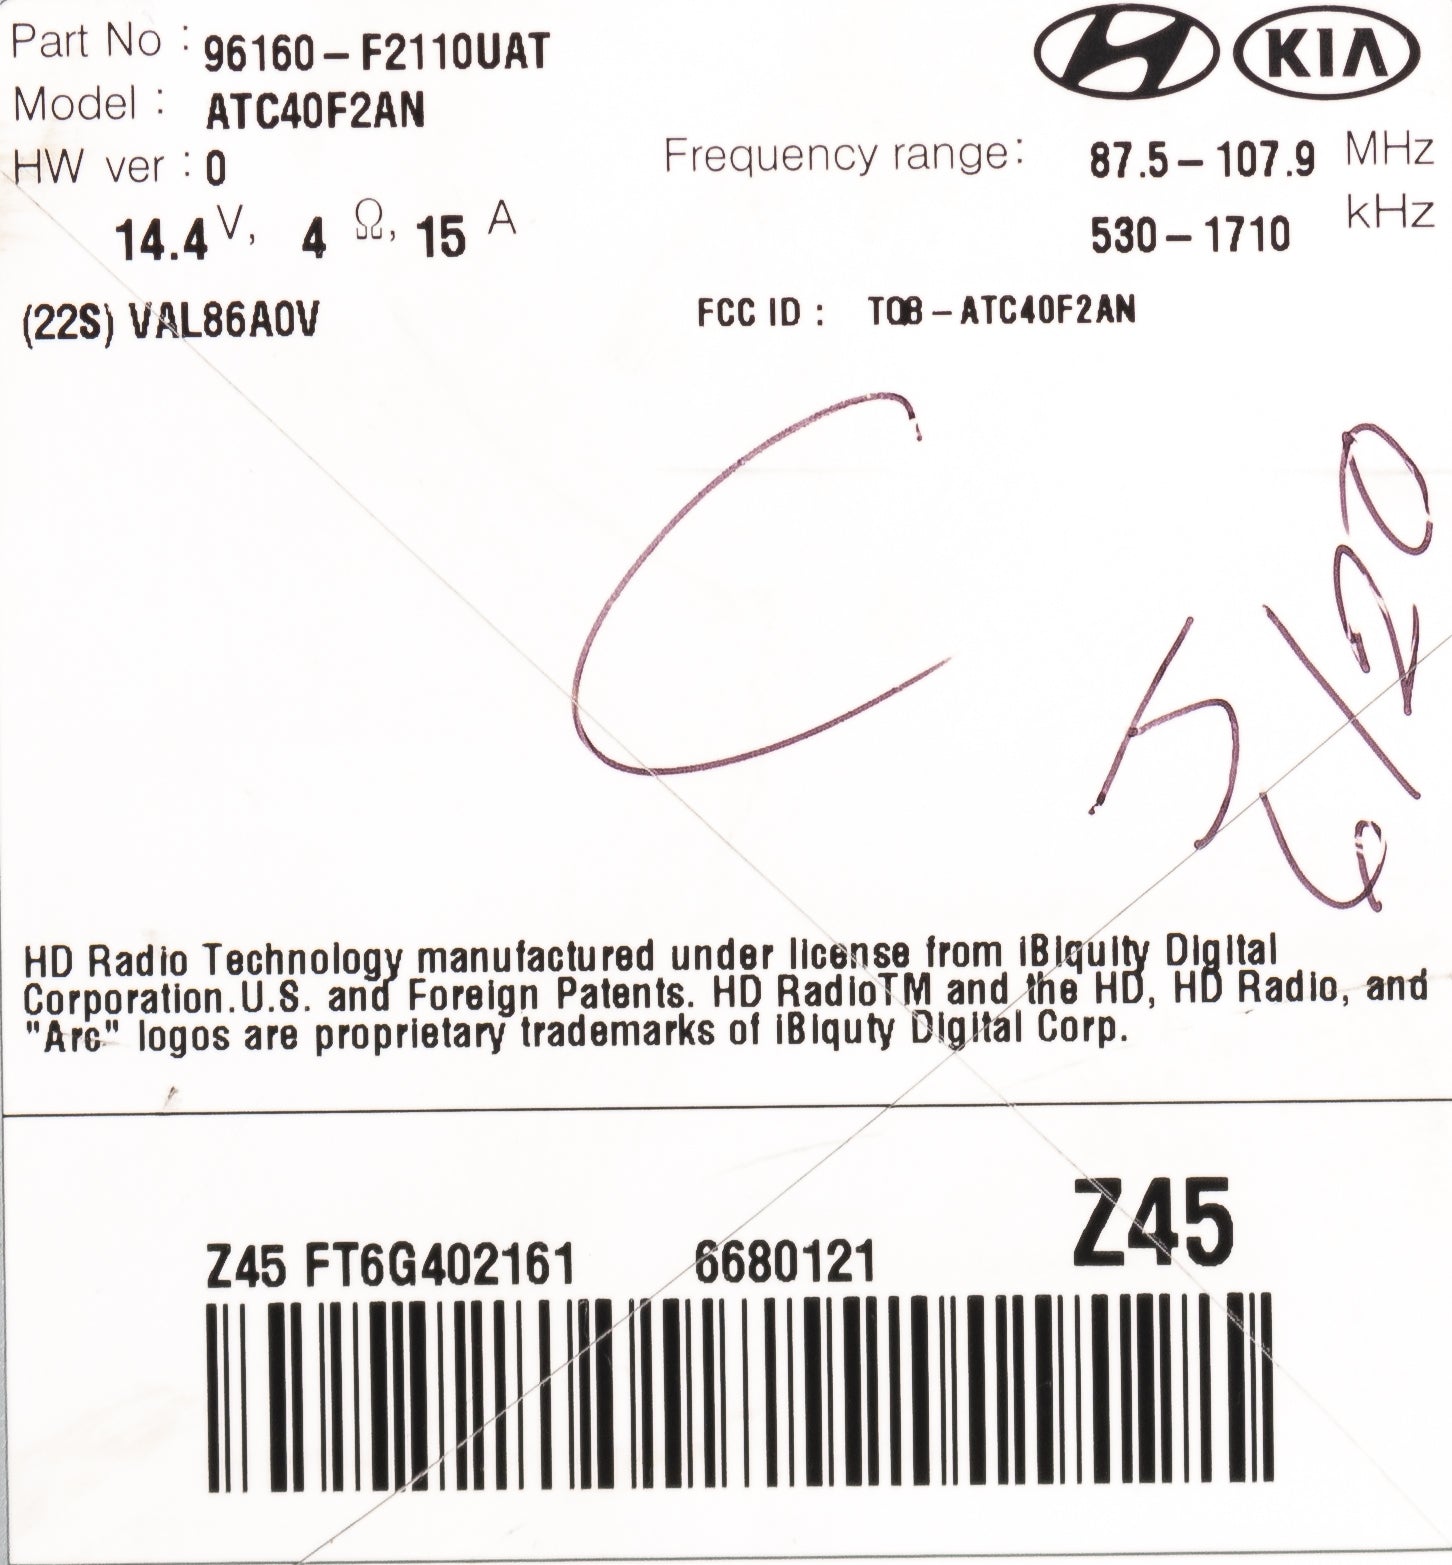 Part No : 96160-F2110UAT
KIA
Model : ATC40F2AN
HW ver : 0
Frequency range: 87.5-107.9 MHz
530-1710 kHz
14.4 V, 4 Ω, 15 A
(22S) VAL86A0V
FCC ID : TQ8-ATC40F2AN
C
HD Radio Technology manufactured under license from iBiquity Digital
Corporation.U.S. and Foreign Patents. HD RadioTM and the HD, HD Radio, and
"Arc" logos are proprietary trademarks of iBiquty Digital Corp.
Z45
Z45 FT6G402161 6680121